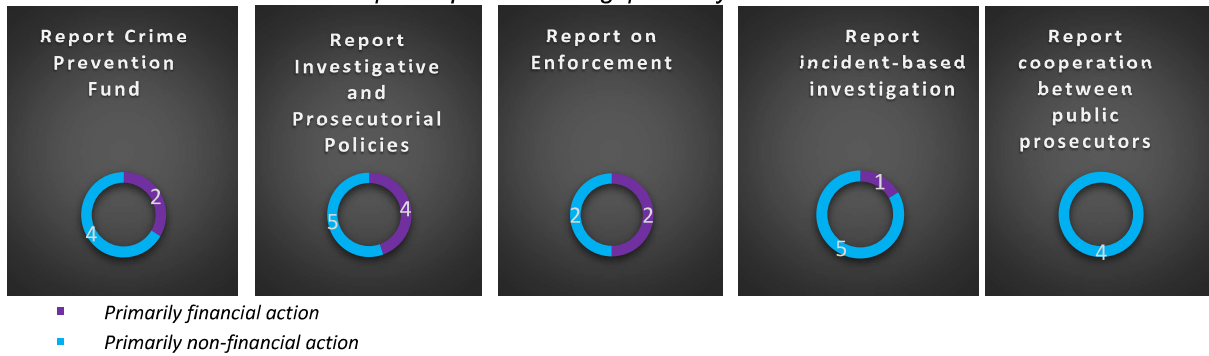 Report Crime
Prevention
Fund
2
4
Report
Investigative
and
Prosecutorial
Policies
4
5
Report on
Enforcement
2
2
Report
incident-based
investigation
1
5
Report
cooperation
between
public
prosecutors
4
Primarily financial action
Primarily non-financial action